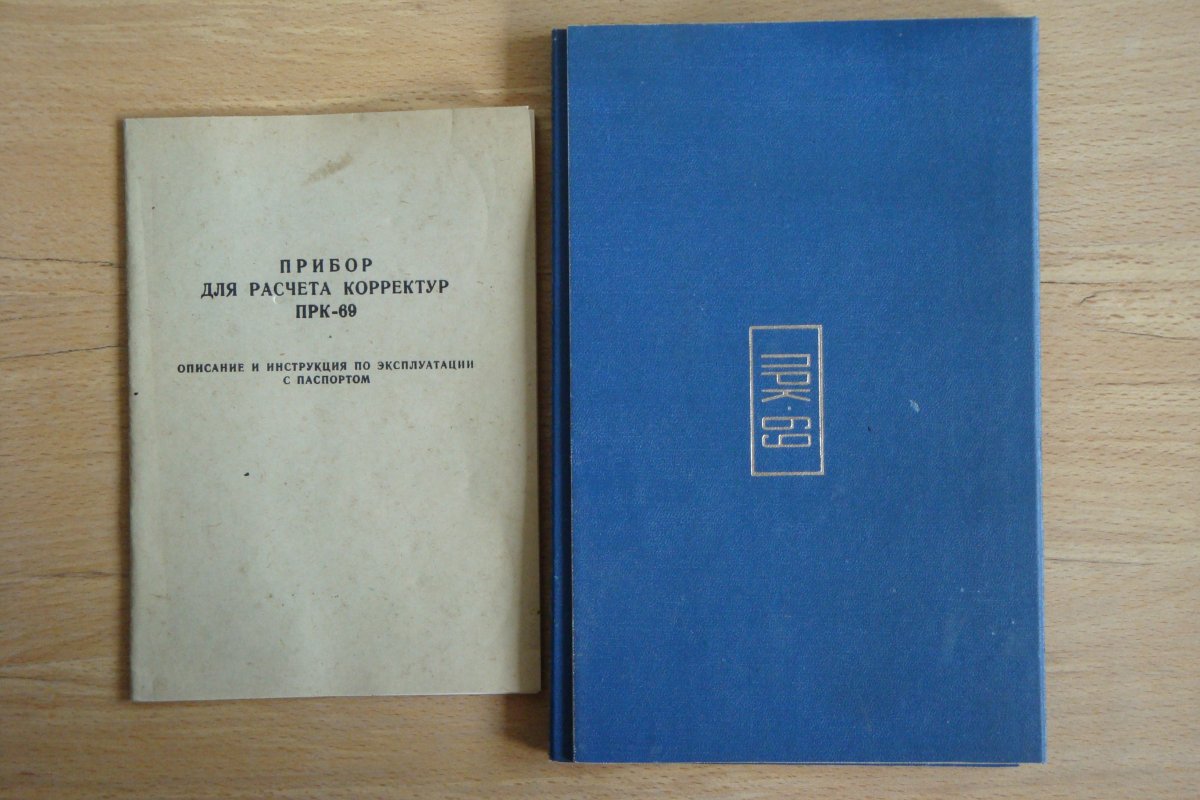 ПРИБОР
ДЛЯ РАСЧЕТА КОРРЕКТУР
ПРК-69
ОПИСАНИЕ И ИНСТРУКЦИЯ ПО ЭКСПЛУАТАЦИИ
С ПАСПОРТОМ
ПРК·69